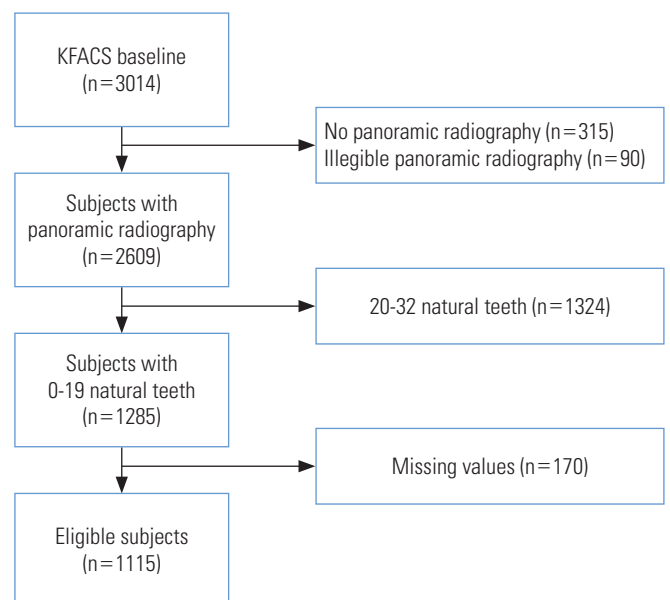 KFACS baseline
(n=3014)
No panoramic radiography (n=315)
Illegible panoramic radiography (n=90)
Subjects with
panoramic radiography
(n=2609)
20-32 natural teeth (n=1324)
Subjects with
0-19 natural teeth
(n=1285)
Missing values (n=170)
Eligible subjects
(n=1115)